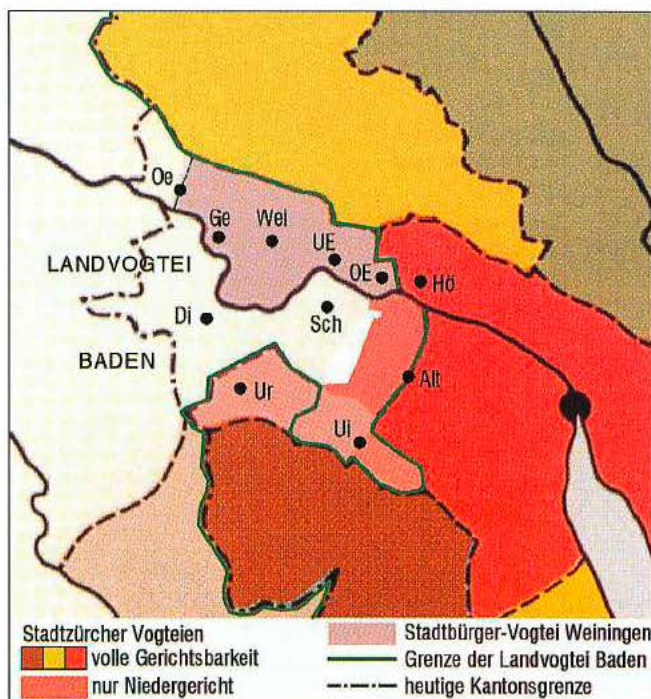 Oe
Ge
Wei
UE
LANDVOGTEI
OE
Hö
Di
Sch
BADEN
Ur
Alt
Ui
Stadtzürcher Vogteien
volle Gerichtsbarkeit
nur Niedergericht
Stadtbürger-Vogtei Weiningen
Grenze der Landvogtei Baden
heutige Kantonsgrenze